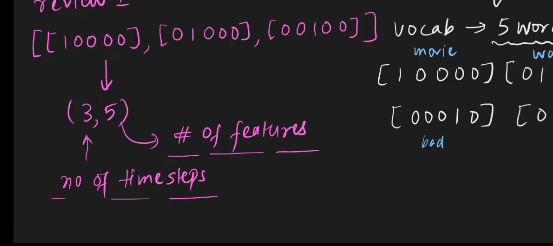 review 1
[[10000], [01000], [00100]] vocab → 5 wor
movie
[10000] [01
(3,5)
[00010] [0
# of features
bad
no of timesteps